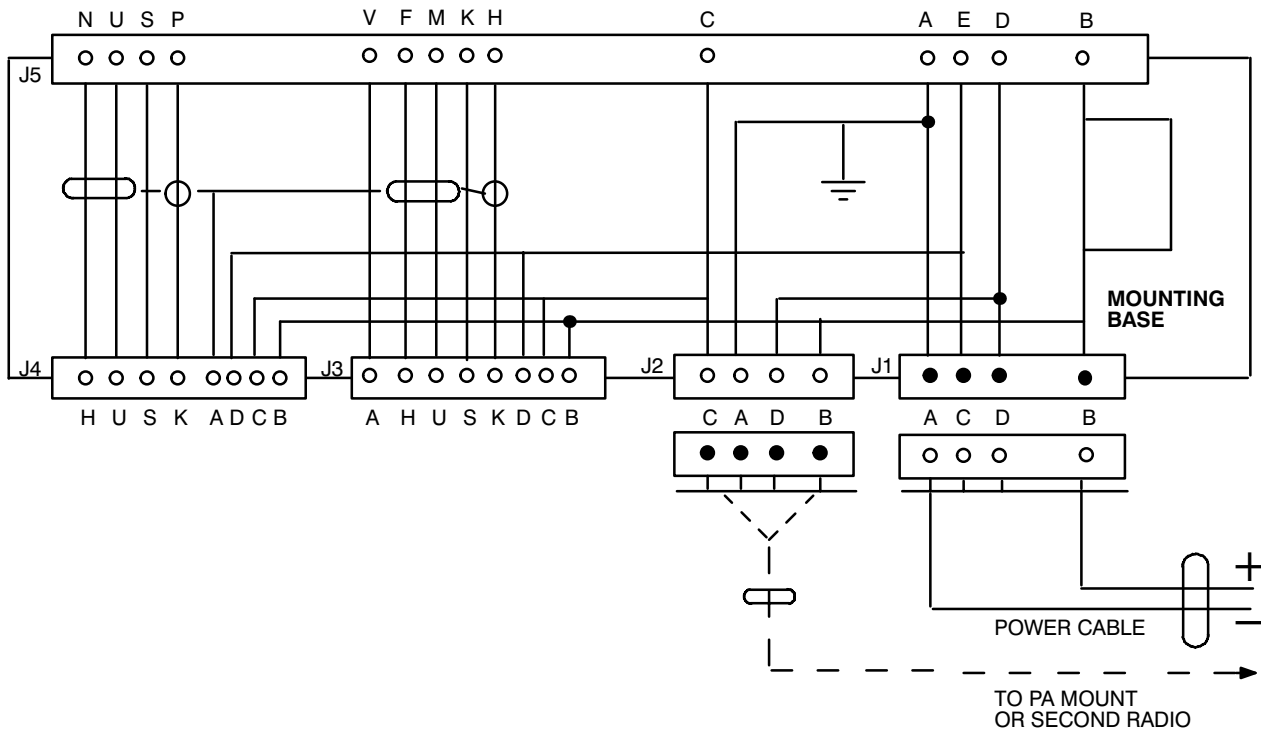 N U S P V F M K H C A E D B
J5
MOUNTING
BASE
J4 J3 J2 J1
H U S K A D C B A H U S K D C B C A D B A C D B
+
POWER CABLE
−
TO PA MOUNT
OR SECOND RADIO